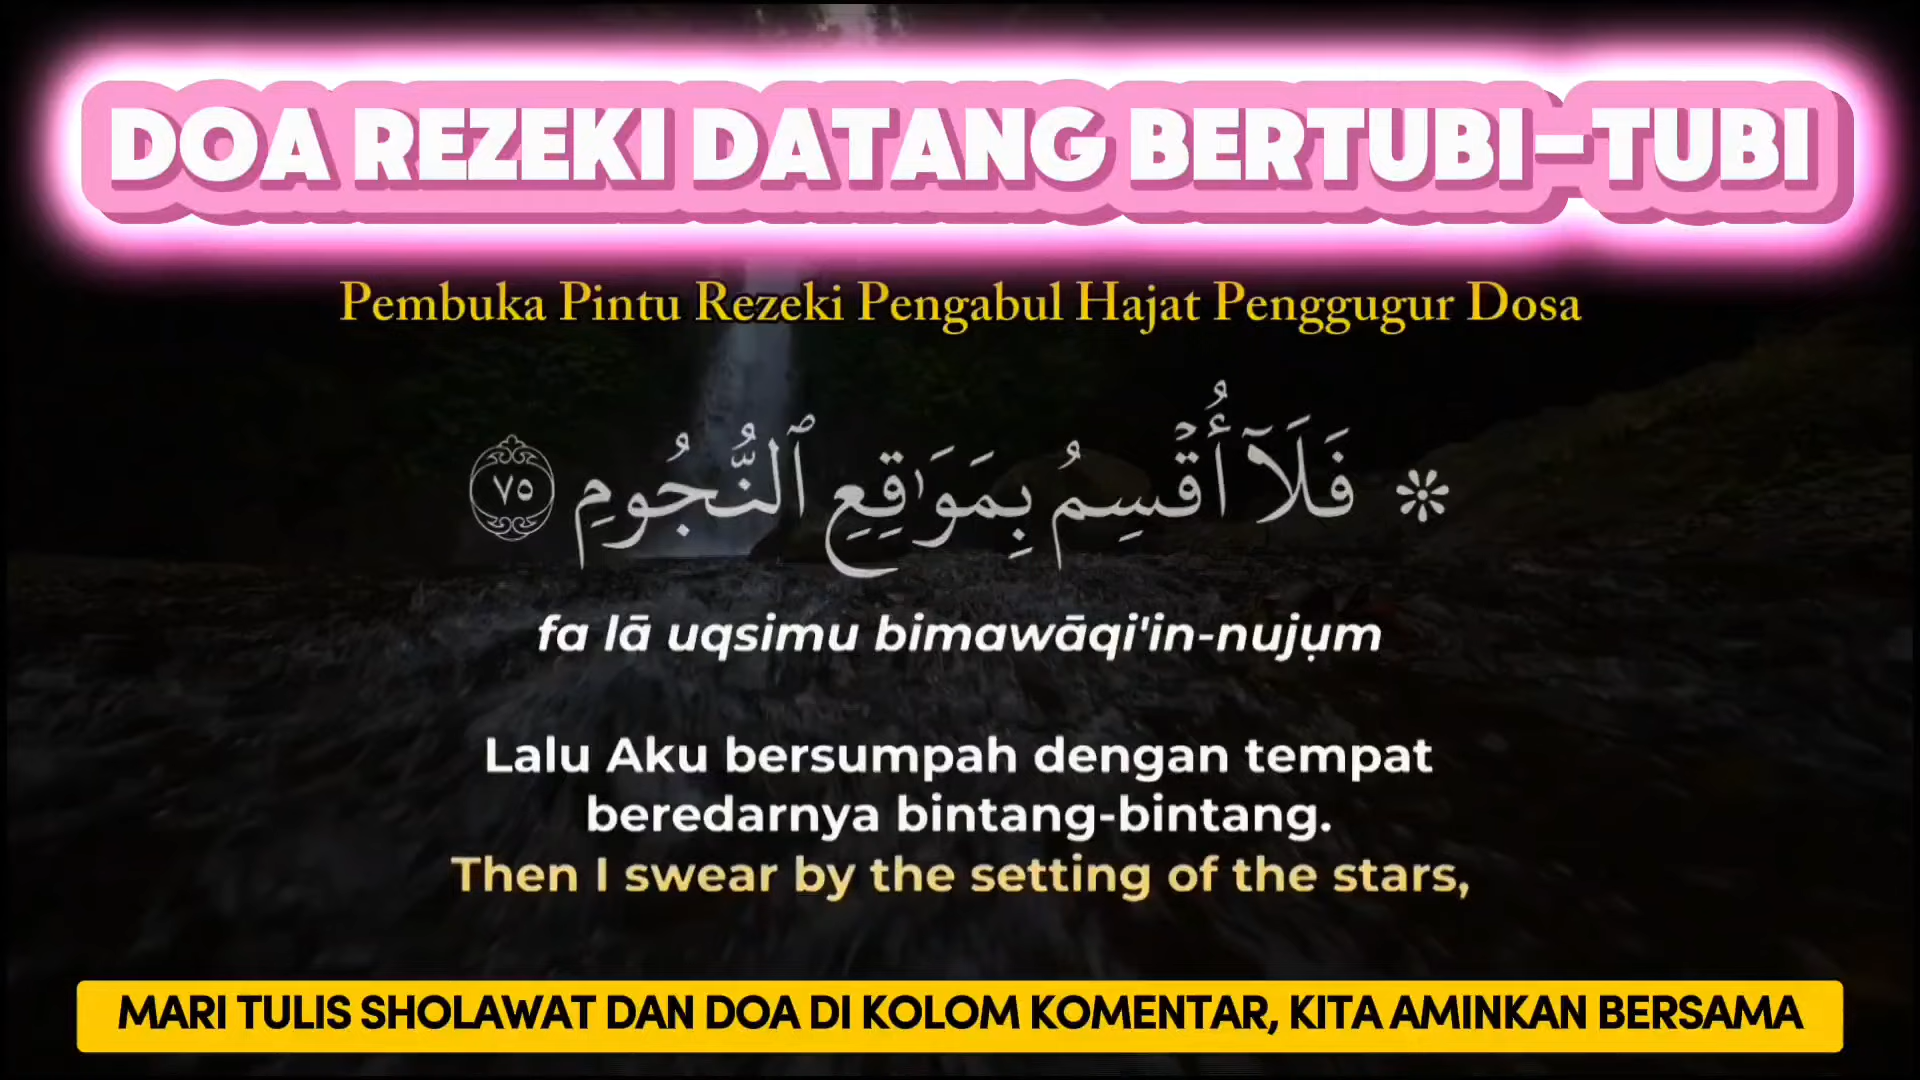 DOA REZEKI DATANG BERTUBI-TUBI
Pembuka Pintu Rezeki Pengabul Hajat Penggugur Dosa
۞ فَلَآ أُقْسِمُ بِمَوَٰقِعِ ٱلنُّجُومِ ٧٥
fa lā uqsimu bimawāqi'in-nujụm
Lalu Aku bersumpah dengan tempat
beredarnya bintang-bintang.
Then I swear by the setting of the stars,
MARI TULIS SHOLAWAT DAN DOA DI KOLOM KOMENTAR, KITA AMINKAN BERSAMA